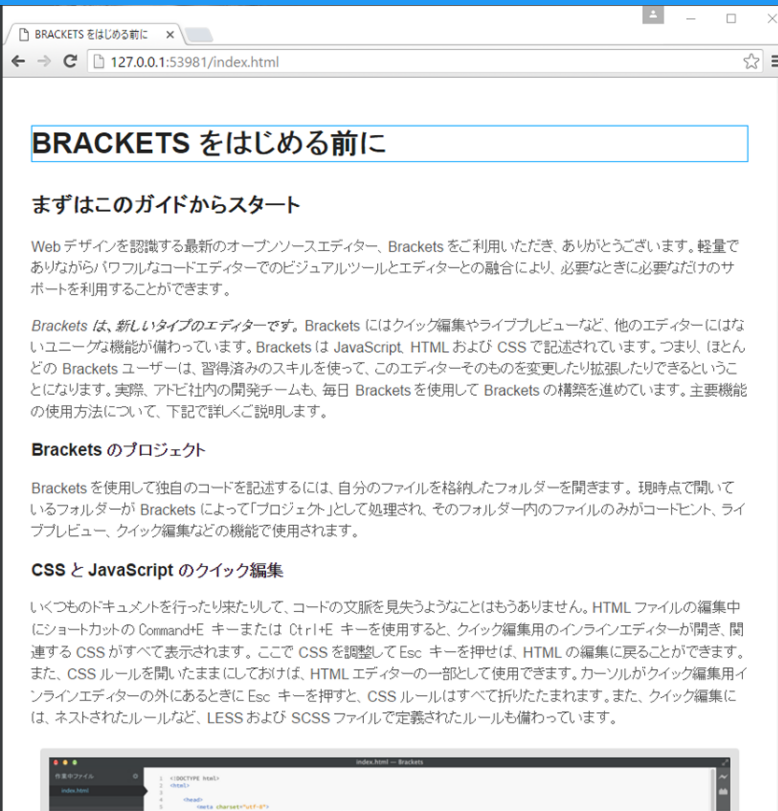 BRACKETS をはじめる前に
127.0.0.1:53981/index.html
BRACKETS をはじめる前に
まずはこのガイドからスタート
Web デザインを認識する最新のオープンソースエディター、Brackets をご利用いただき、ありがとうございます。軽量で
ありながらパワフルなコードエディターでのビジュアルツールとエディターとの融合により、必要なときに必要なだけのサ
ポートを利用することができます。
Brackets は、新しいタイプのエディターです。Brackets にはクイック編集やライブプレビューなど、他のエディターにはな
いユニークな機能が備わっています。Brackets は JavaScript, HTML および CSS で記述されています。つまり、ほとん
どの Brackets ユーザーは、習得済みのスキルを使って、このエディターそのものを変更したり拡張したりできるというこ
とになります。実際、アドビ社内の開発チームも、毎日 Brackets を使用して Brackets の構築を進めています。主要機能
の使用方法について、下記で詳しくご説明します。
Brackets のプロジェクト
Brackets を使用して独自のコードを記述するには、自分のファイルを格納したフォルダーを開きます。現時点で開いて
いるフォルダーが Brackets によって「プロジェクト」として処理され、そのフォルダー内のファイルのみがコードヒント、ライ
ブプレビュー、クイック編集などの機能で使用されます。
CSS と JavaScript のクイック編集
いくつものドキュメントを行ったり来たりして、コードの文脈を見失うようなことはもうありません。HTML ファイルの編集中
にショートカットの Command+E キーまたは Ctrl+E キーを使用すると、クイック編集用のインラインエディターが開き、関
連する CSS がすべて表示されます。ここで CSS を調整して Esc キーを押せば、HTML の編集に戻ることができます。
また、CSS ルールを開いたままにしておけば、HTML エディターの一部として使用できます。カーソルがクイック編集用イ
ンラインエディターの外にあるときに Esc キーを押すと、CSS ルールはすべて折りたたまれます。また、クイック編集に
は、ネストされたルールなど、LESS および SCSS ファイルで定義されたルールも備わっています。
index.html — Brackets
作業中ファイル
index.html
1 <!DOCTYPE html>
2 <html>
3
4 <head>
5 <meta charset="utf-8">